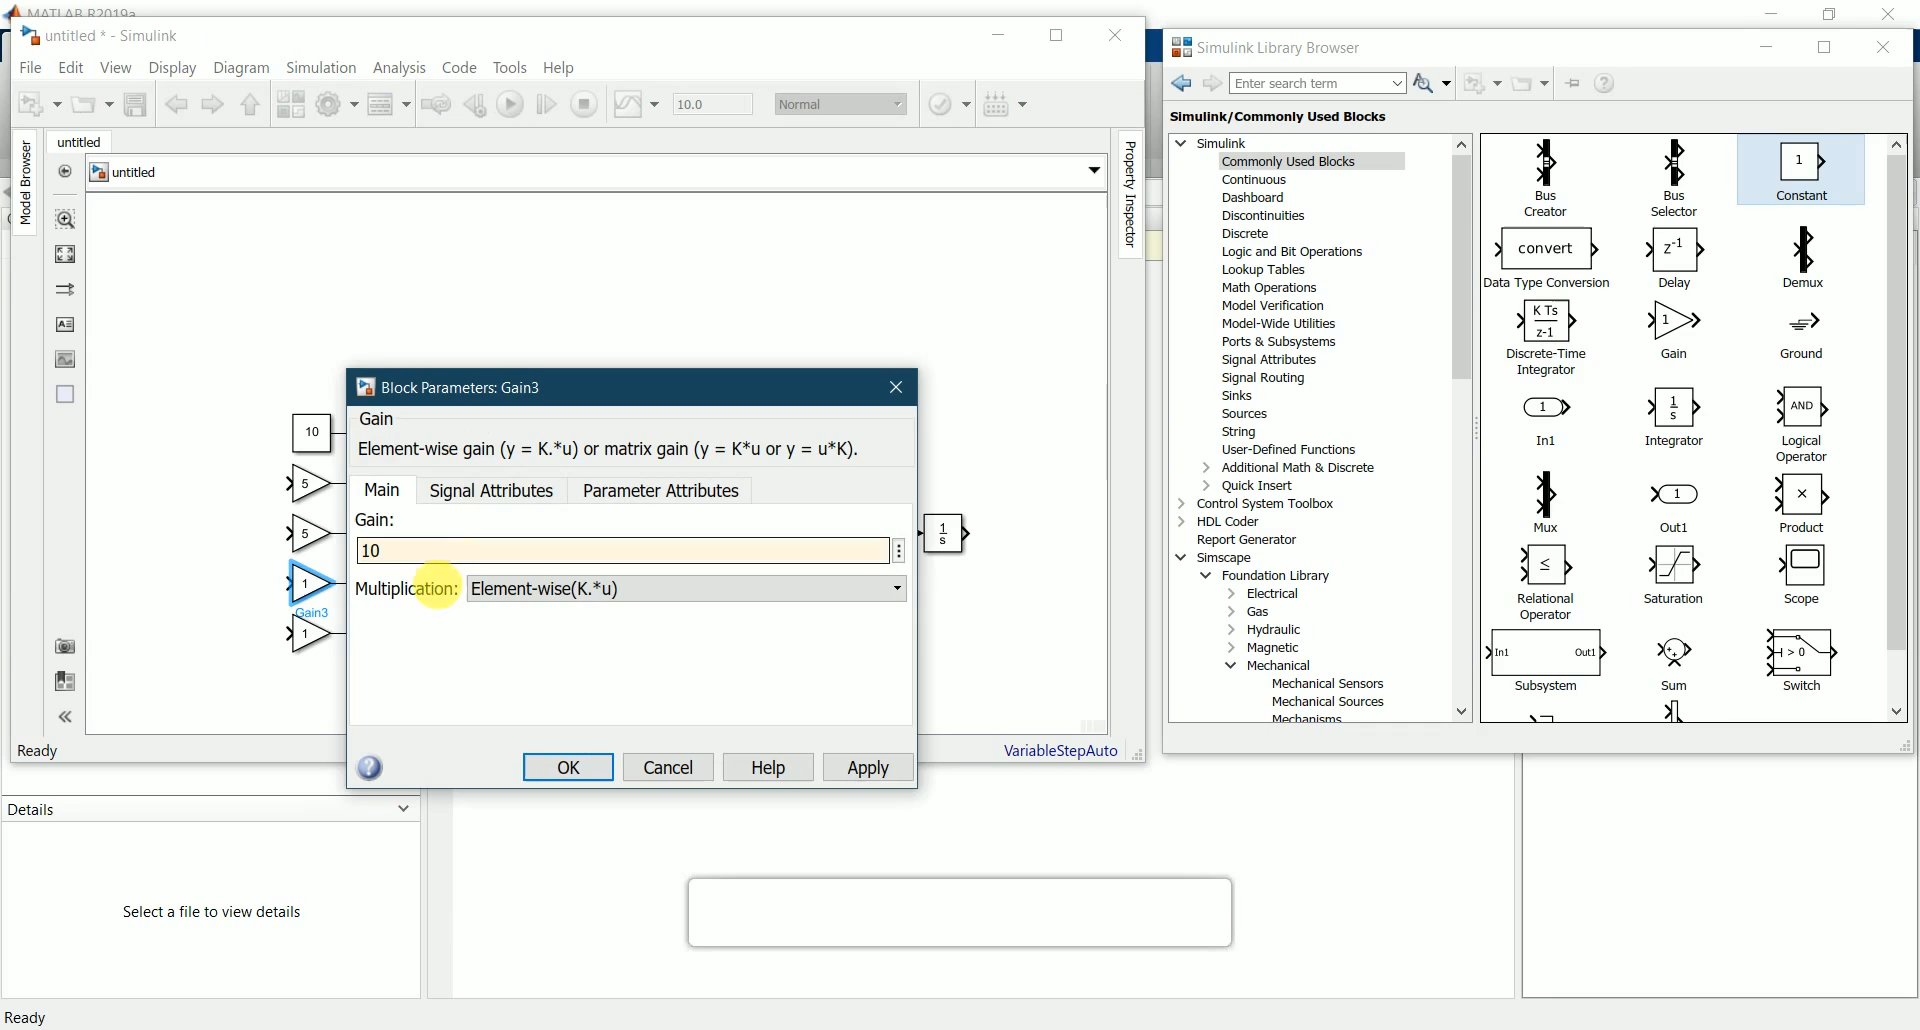 MATLAB R2019a
untitled * - Simulink
File Edit View Display Diagram Simulation Analysis Code Tools Help
10.0 Normal
Model Browser
untitled
untitled
Property Inspector
10
5
5
1
Gain3
1
1
s
Ready
VariableStepAuto
Block Parameters: Gain3
Gain
Element-wise gain (y = K.*u) or matrix gain (y = K*u or y = u*K).
Main Signal Attributes Parameter Attributes
Gain:
10
Multiplication: Element-wise(K.*u)
OK Cancel Help Apply
Simulink Library Browser
Enter search term
Simulink/Commonly Used Blocks
Simulink
Commonly Used Blocks
Continuous
Dashboard
Discontinuities
Discrete
Logic and Bit Operations
Lookup Tables
Math Operations
Model Verification
Model-Wide Utilities
Ports & Subsystems
Signal Attributes
Signal Routing
Sinks
Sources
String
User-Defined Functions
Additional Math & Discrete
Quick Insert
Control System Toolbox
HDL Coder
Report Generator
Simscape
Foundation Library
Electrical
Gas
Hydraulic
Magnetic
Mechanical
Mechanical Sensors
Mechanical Sources
Mechanisms
Bus
Creator
Bus
Selector
1
Constant
convert
Data Type Conversion
z-1
Delay
Demux
K Ts
z-1
Discrete-Time
Integrator
1
Gain
Ground
1
In1
1
s
Integrator
AND
Logical
Operator
Mux
1
Out1
×
Product
≤
Relational
Operator
Saturation
Scope
In1 Out1
Subsystem
+ +
Sum
> 0
Switch
Details
Select a file to view details
Ready